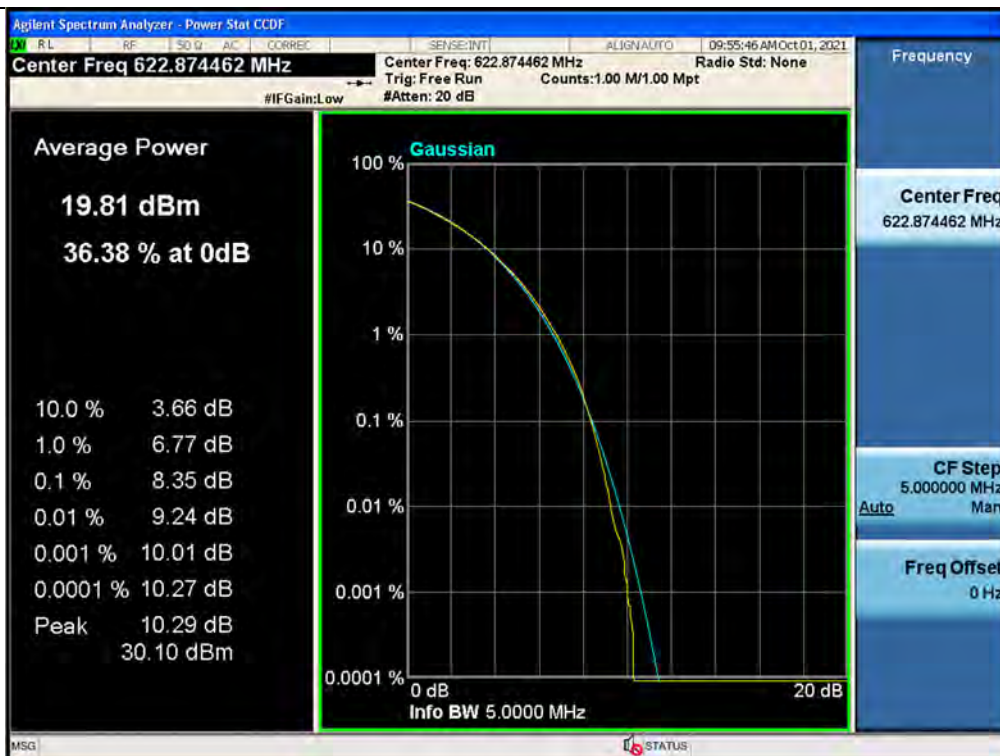 Agilent Spectrum Analyzer - Power Stat CCDF
LXI RL RF 50 Ω AC CORREC SENSE:INT ALIGNAUTO 09:55:46 AM Oct 01, 2021
Center Freq 622.874462 MHz
Center Freq: 622.874462 MHz Radio Std: None
Trig: Free Run Counts:1.00 M/1.00 Mpt
#IFGain:Low #Atten: 20 dB
Average Power
19.81 dBm
36.38 % at 0dB
10.0 % 3.66 dB
1.0 % 6.77 dB
0.1 % 8.35 dB
0.01 % 9.24 dB
0.001 % 10.01 dB
0.0001 % 10.27 dB
Peak 10.29 dB
30.10 dBm
Gaussian
100 %
10 %
1 %
0.1 %
0.01 %
0.001 %
0.0001 %
0 dB 20 dB
Info BW 5.0000 MHz
Frequency
Center Freq
622.874462 MHz
CF Step
5.000000 MHz
Auto Man
Freq Offset
0 Hz
MSG STATUS